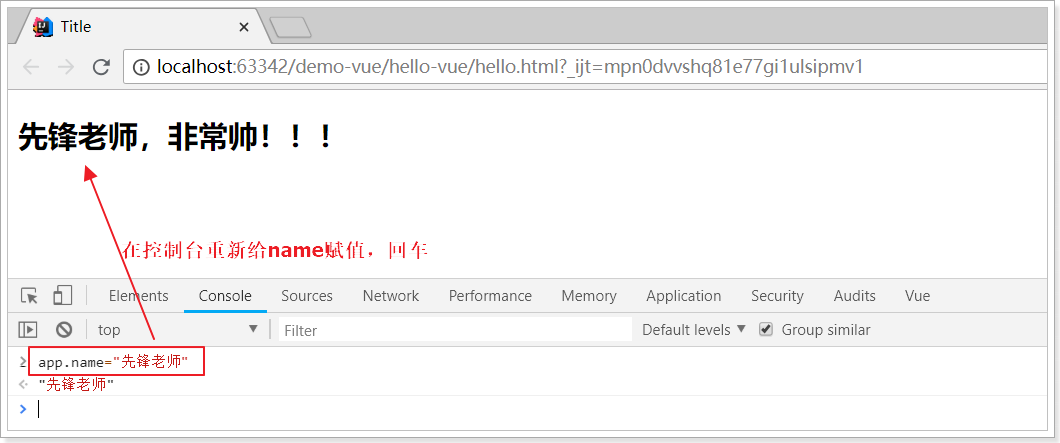 Title
localhost:63342/demo-vue/hello-vue/hello.html?_ijt=mpn0dvvshq81e77gi1ulsipmv1
先锋老师，非常帅！！！
在控制台重新给name赋值，回车
Elements Console Sources Network Performance Memory Application Security Audits Vue
top Filter Default levels Group similar
app.name="先锋老师"
"先锋老师"